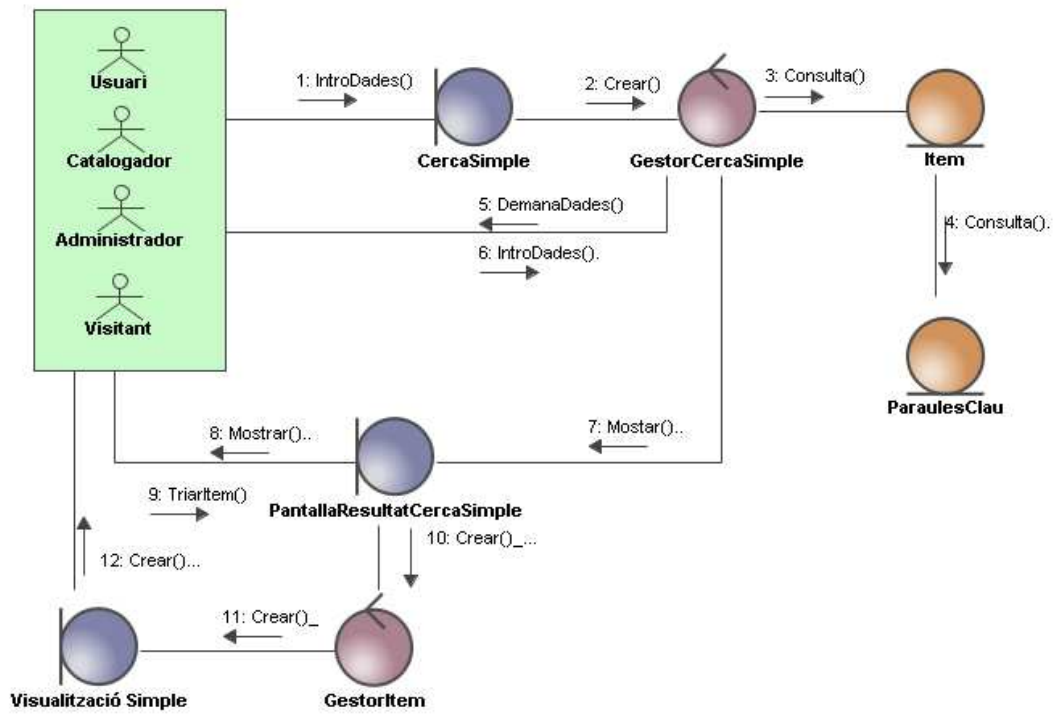 Usuari
Catalogador
Administrador
Visitant
1: IntroDades()
CercaSimple
2: Crear()
GestorCercaSimple
3: Consulta()
Item
4: Consulta().
ParaulesClau
5: DemanaDades()
6: IntroDades().
7: Mostar()..
8: Mostrar()..
PantallaResultatCercaSimple
9: TriarItem()
10: Crear()_...
GestorItem
11: Crear()_
Visualització Simple
12: Crear()...